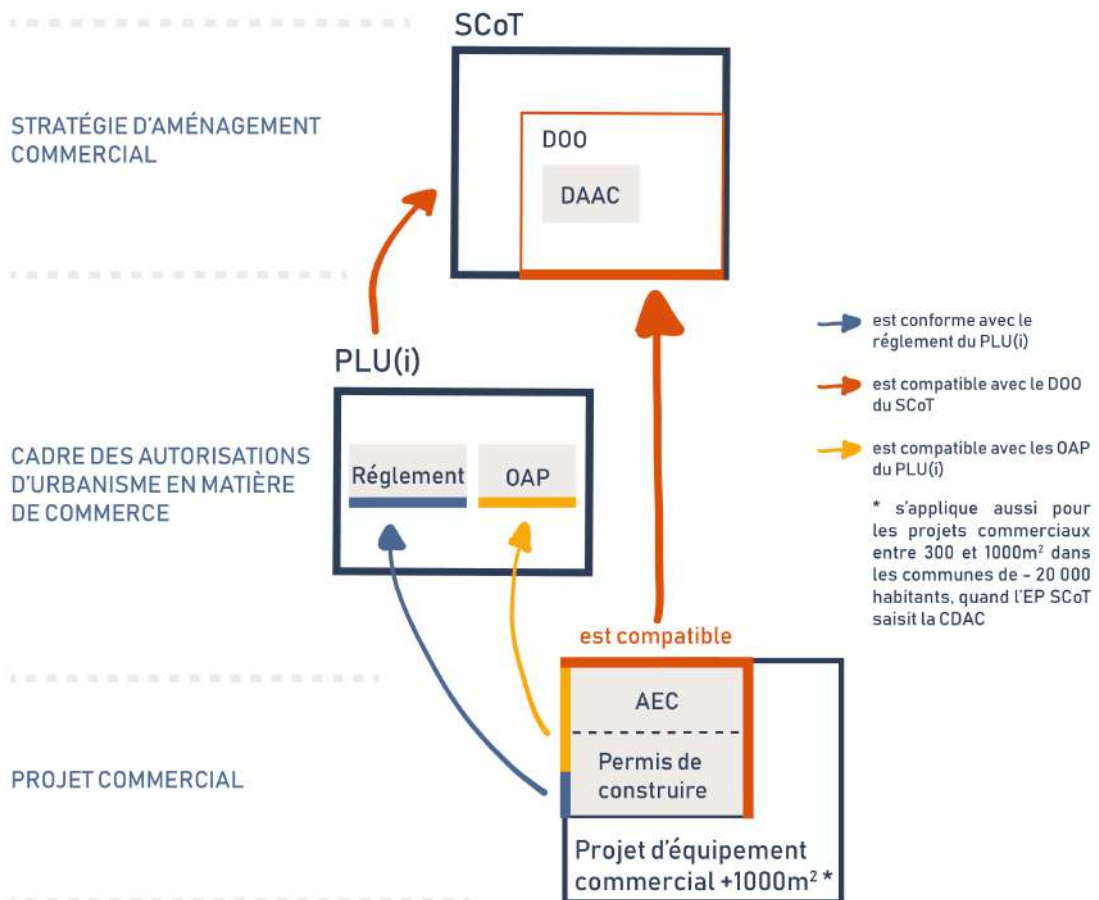 SCoT
STRATÉGIE D'AMÉNAGEMENT
COMMERCIAL
DOO
DAAC
PLU(i)
CADRE DES AUTORISATIONS
D'URBANISME EN MATIÈRE
DE COMMERCE
Réglement
OAP
est conforme avec le
réglement du PLU(i)
est compatible avec le DOO
du SCoT
est compatible avec les OAP
du PLU(i)
* s'applique aussi pour
les projets commerciaux
entre 300 et 1000m² dans
les communes de - 20 000
habitants, quand l'EP SCoT
saisit la CDAC
est compatible
PROJET COMMERCIAL
AEC
Permis de
construire
Projet d'équipement
commercial +1000m² *